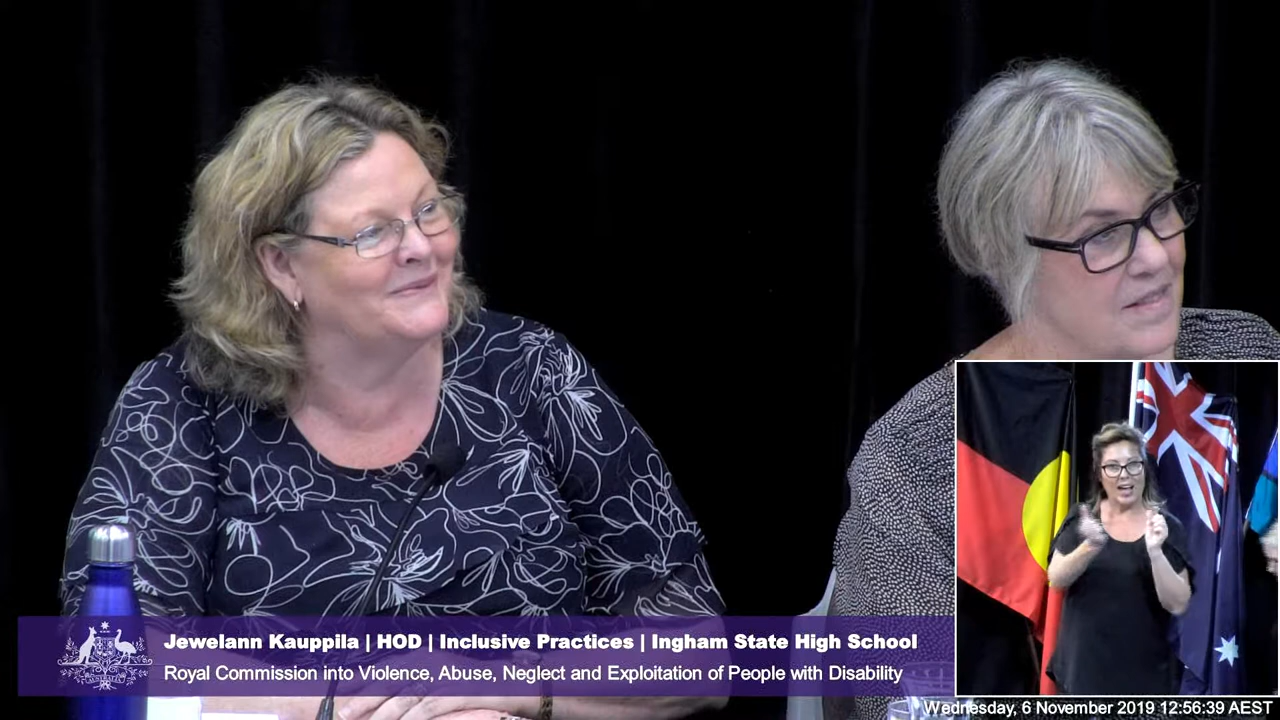 Jewelann Kauppila | HOD | Inclusive Practices | Ingham State High School
Royal Commission into Violence, Abuse, Neglect and Exploitation of People with Disability
AUSTRALIA
Wednesday, 6 November 2019 12:56:39 AEST